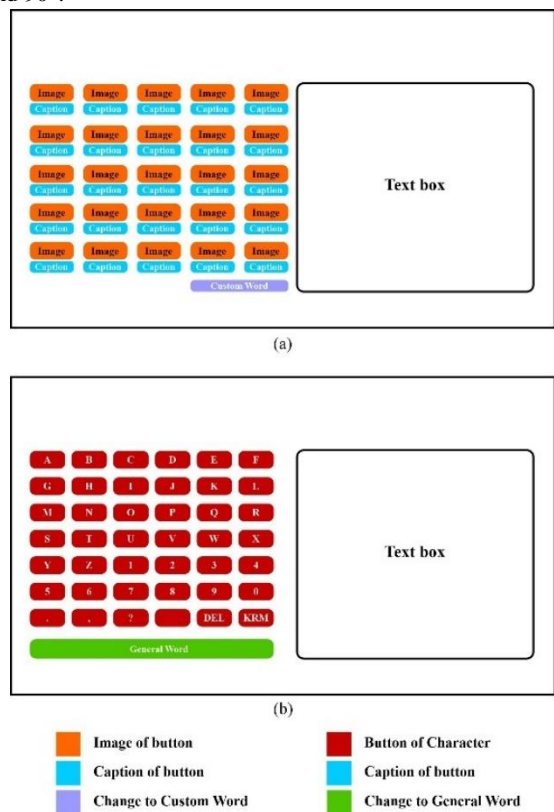 Image Image Image Image Image
Caption Caption Caption Caption Caption
Image Image Image Image Image
Caption Caption Caption Caption Caption
Image Image Image Image Image
Caption Caption Caption Caption Caption
Image Image Image Image Image
Caption Caption Caption Caption Caption
Image Image Image Image Image
Caption Caption Caption Caption Caption
Custom Word
Text box
(a)
A B C D E F
G H I J K L
M N O P Q R
S T U V W X
Y Z 1 2 3 4
5 6 7 8 9 0
. , ? DEL KRM
General Word
Text box
(b)
Image of button
Caption of button
Change to Custom Word
Button of Character
Caption of button
Change to General Word